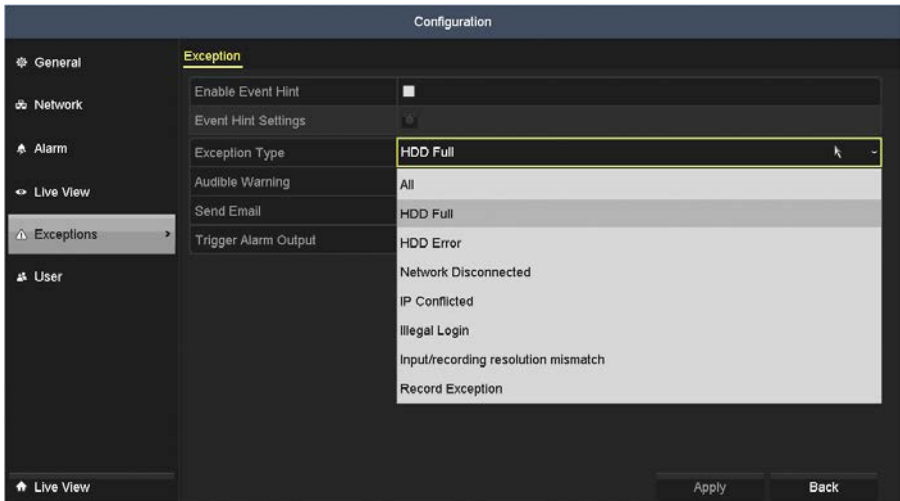 Configuration
General
Network
Alarm
Live View
Exceptions
User
Live View
Exception
Enable Event Hint
Event Hint Settings
Exception Type HDD Full
Audible Warning
Send Email
Trigger Alarm Output
All
HDD Full
HDD Error
Network Disconnected
IP Conflicted
Illegal Login
Input/recording resolution mismatch
Record Exception
Apply Back